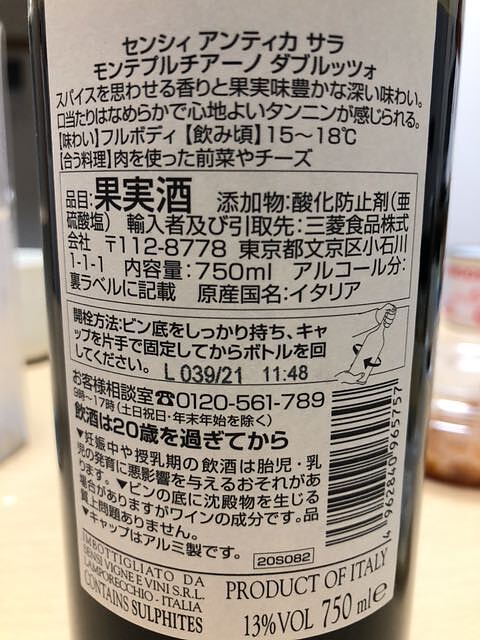 センシィ アンティカ サラ
モンテプルチアーノ ダブルッツォ
スパイスを思わせる香りと果実味豊かな深い味わい。
口当たりはなめらかで心地よいタンニンが感じられる。
【味わい】フルボディ 【飲み頃】15～18℃
【合う料理】肉を使った前菜やチーズ
品目:果実酒 添加物:酸化防止剤(亜
硫酸塩) 輸入者及び引取先:三菱食品株式
会社 〒112-8778 東京都文京区小石川
1-1-1 内容量:750ml アルコール分:
裏ラベルに記載 原産国名:イタリア
開栓方法:ビン底をしっかり持ち、キャ
ップを片手で固定してからボトルを回
してください。 L 039/21 11:48
お客様相談室☎0120-561-789
9時～17時(土日祝日・年末年始を除く)
飲酒は20歳を過ぎてから
▼妊娠中や授乳期の飲酒は胎児・乳
児の発育に悪影響を与えるおそれがあ
ります。▼ビンの底に沈殿物を生じる
場合がありますがワインの成分です。品
質上問題ありません。
▼キャップはアルミ製です。
20S082
4962840965757
IMBOTTIGLIATO DA
SENSI VIGNE E VINI S.R.L.
LAMPORECCHIO - ITALIA
CONTAINS SULPHITES
PRODUCT OF ITALY
13%VOL 750 ml e